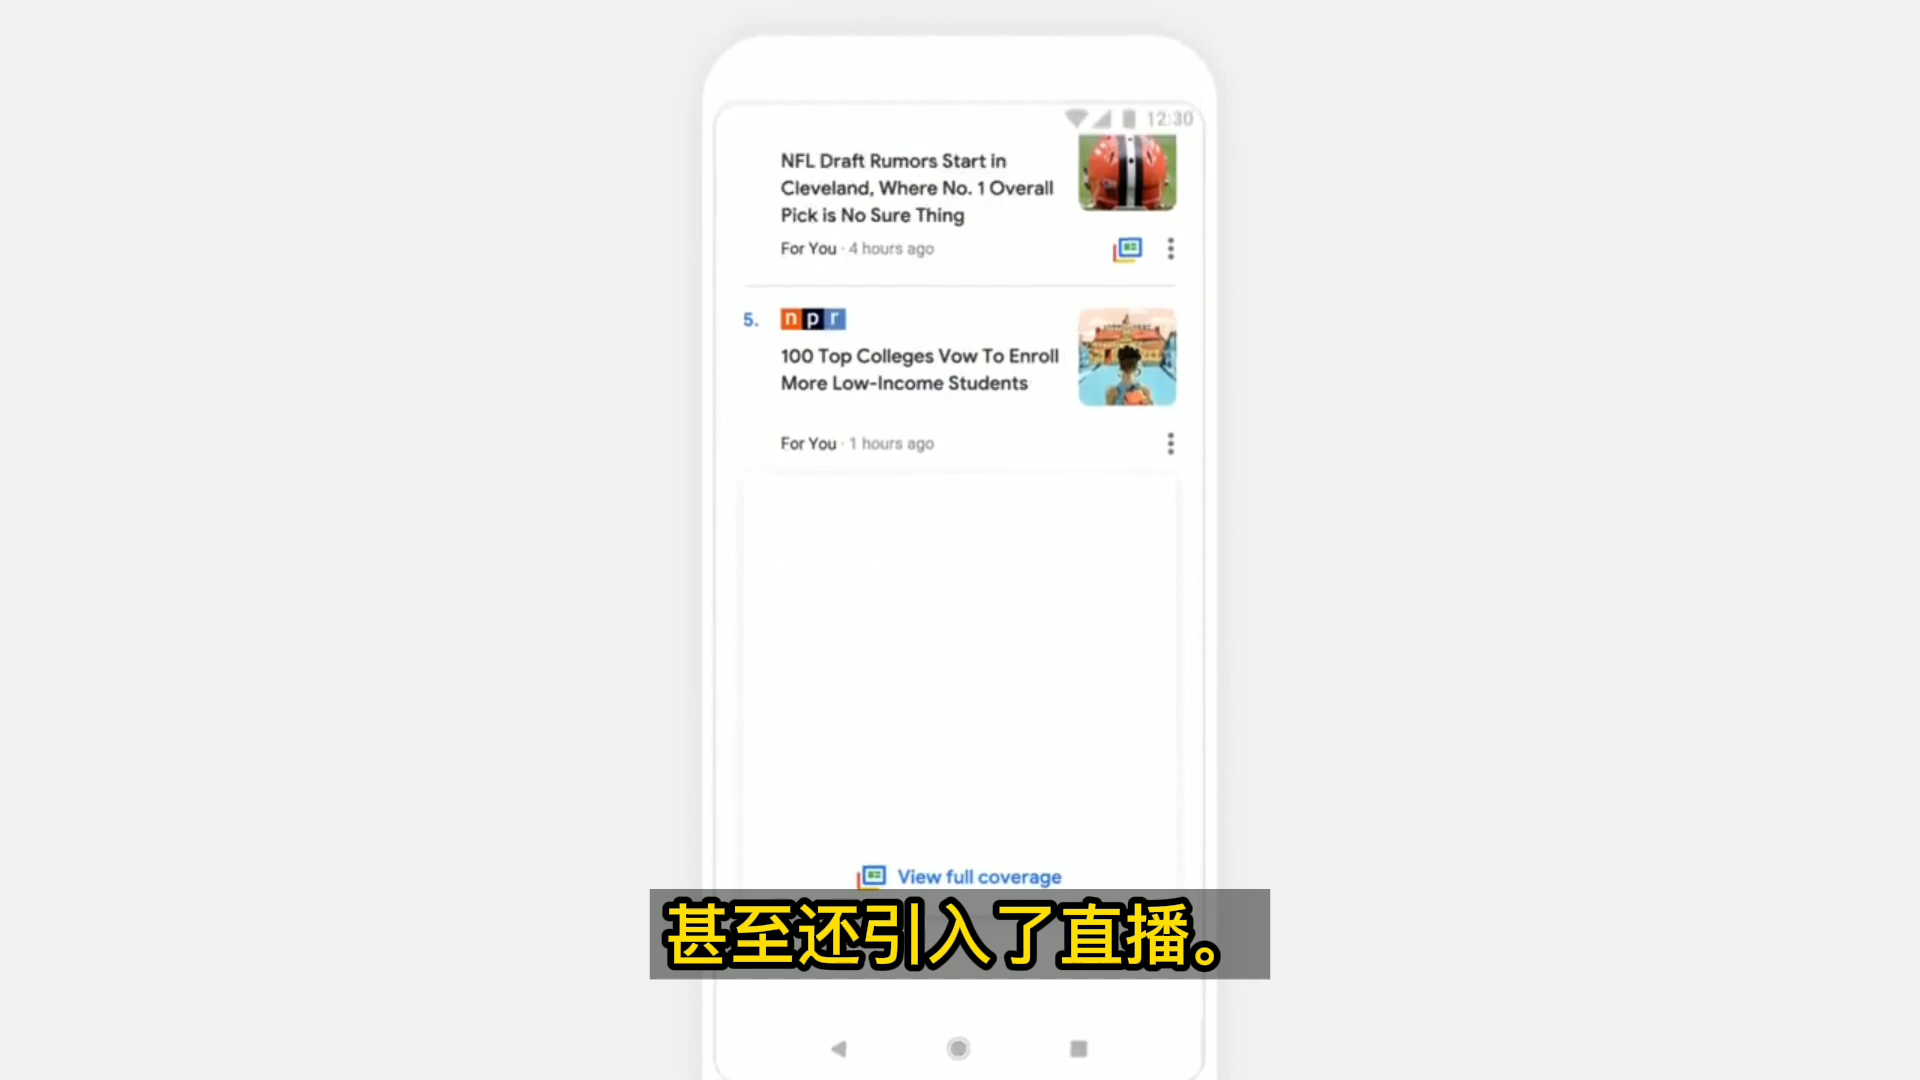 12:30
NFL Draft Rumors Start in
Cleveland, Where No. 1 Overall
Pick is No Sure Thing
For You · 4 hours ago
5. npr
100 Top Colleges Vow To Enroll
More Low-Income Students
For You · 1 hours ago
View full coverage
甚至还引入了直播。